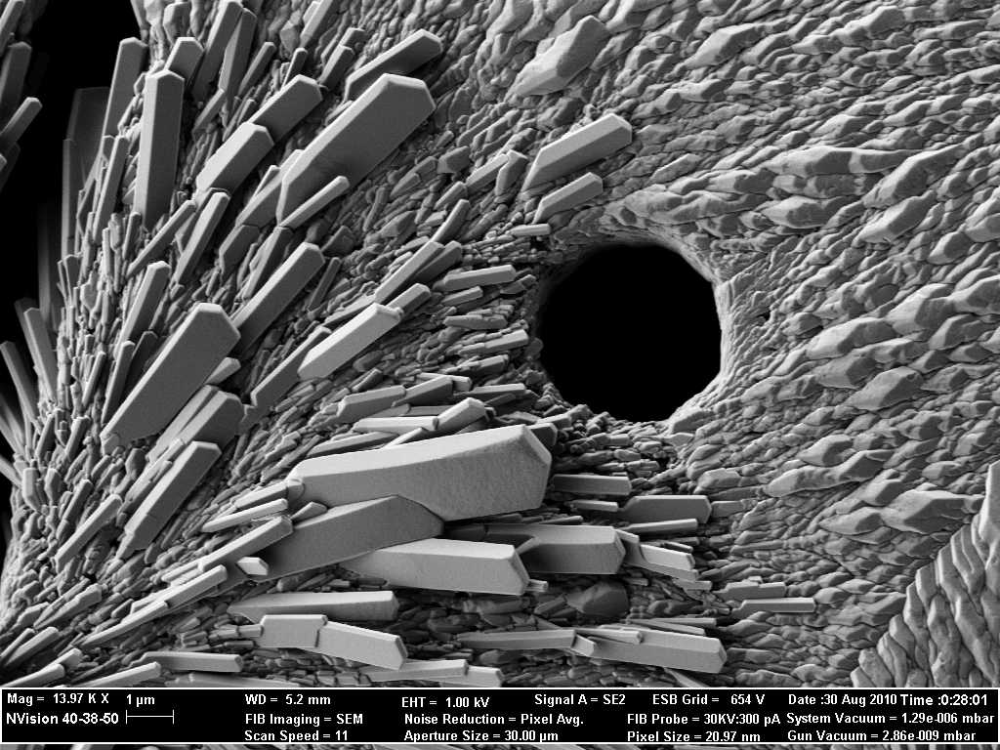 Mag = 13.97 K X 1 µm WD = 5.2 mm EHT = 1.00 kV Signal A = SE2 ESB Grid = 654 V Date :30 Aug 2010 Time :0:28:01
NVision 40-38-50 FIB Imaging = SEM Noise Reduction = Pixel Avg. FIB Probe = 30KV:300 pA System Vacuum = 1.29e-006 mbar
Scan Speed = 11 Aperture Size = 30.00 µm Pixel Size = 20.97 nm Gun Vacuum = 2.86e-009 mbar